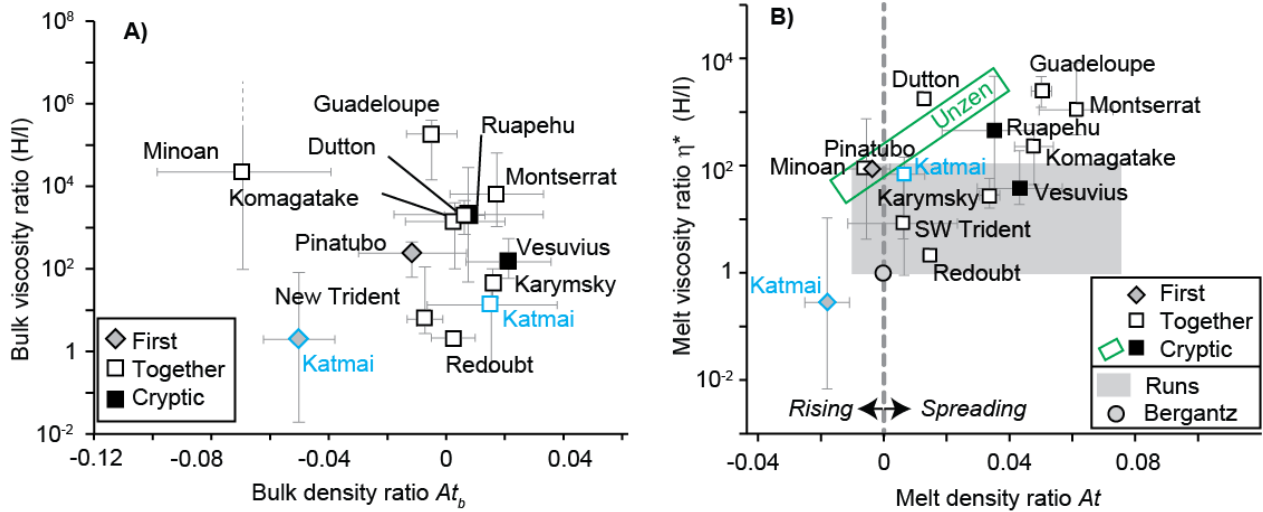 A)
Bulk viscosity ratio (H/I)
10^8
10^6
10^4
10^2
1
10^-2
-0.12
-0.08
-0.04
0
0.04
Bulk density ratio At_b
Guadeloupe
Ruapehu
Dutton
Minoan
Montserrat
Komagatake
Pinatubo
Vesuvius
Karymsky
New Trident
Katmai
Katmai
Redoubt
First
Together
Cryptic
B)
Melt viscosity ratio η* (H/I)
10^4
10^2
1
10^-2
-0.04
0
0.04
0.08
Melt density ratio At
Guadeloupe
Dutton
Unzen
Montserrat
Pinatubo
Ruapehu
Minoan
Katmai
Komagatake
Karymsky
Vesuvius
SW Trident
Redoubt
Katmai
Rising
Spreading
First
Together
Cryptic
Runs
Bergantz